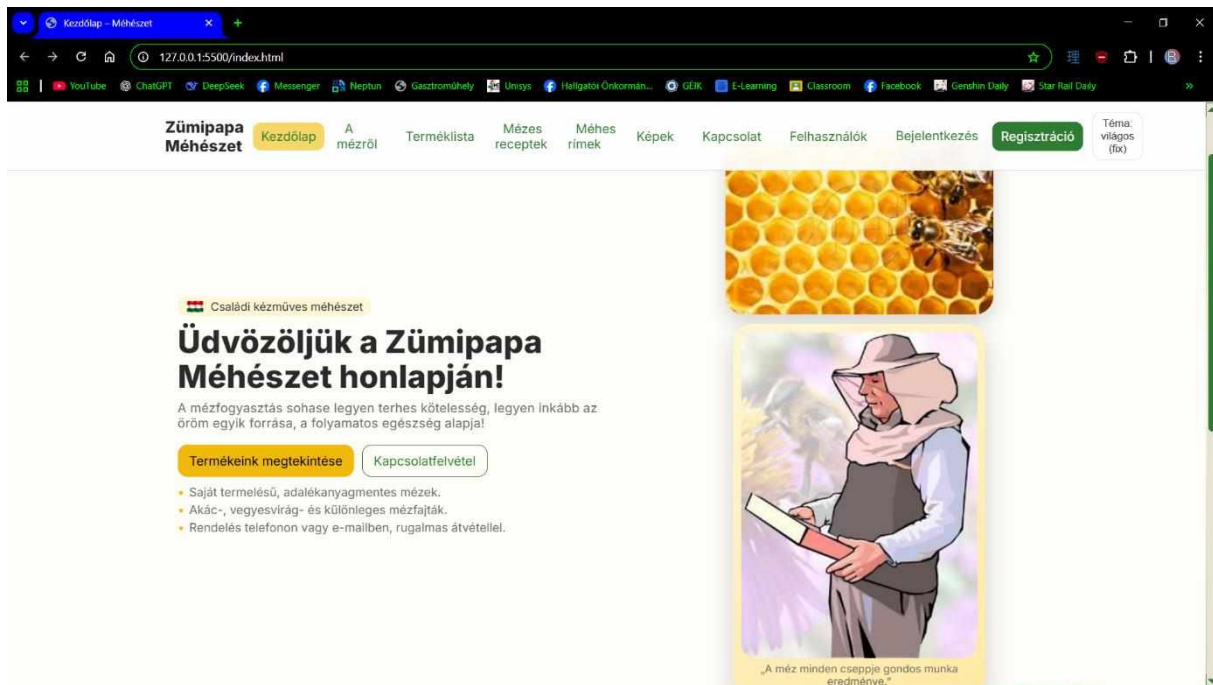 Kezdőlap – Méhészet
127.0.0.1:5500/index.html
YouTube ChatGPT DeepSeek Messenger Neptun Gasztroműhely Unisys Hallgatói Önkormán... GÉIK E-Learning Classroom Facebook Genshin Daily Star Rail Daily
Zümipapa
Méhészet
Kezdőlap
A
mézről
Terméklista
Mézes
receptek
Méhes
rímek
Képek
Kapcsolat
Felhasználók
Bejelentkezés
Regisztráció
Téma:
világos
(fix)
Családi kézműves méhészet
Üdvözöljük a Zümipapa
Méhészet honlapján!
A mézfogyasztás sohase legyen terhes kötelesség, legyen inkább az
öröm egyik forrása, a folyamatos egészség alapja!
Termékeink megtekintése
Kapcsolatfelvétel
• Saját termelésű, adalékanyagmentes mézek.
• Akác-, vegyesvirág- és különleges mézfajták.
• Rendelés telefonon vagy e-mailben, rugalmas átvétellel.
„A méz minden cseppje gondos munka
eredménye.”